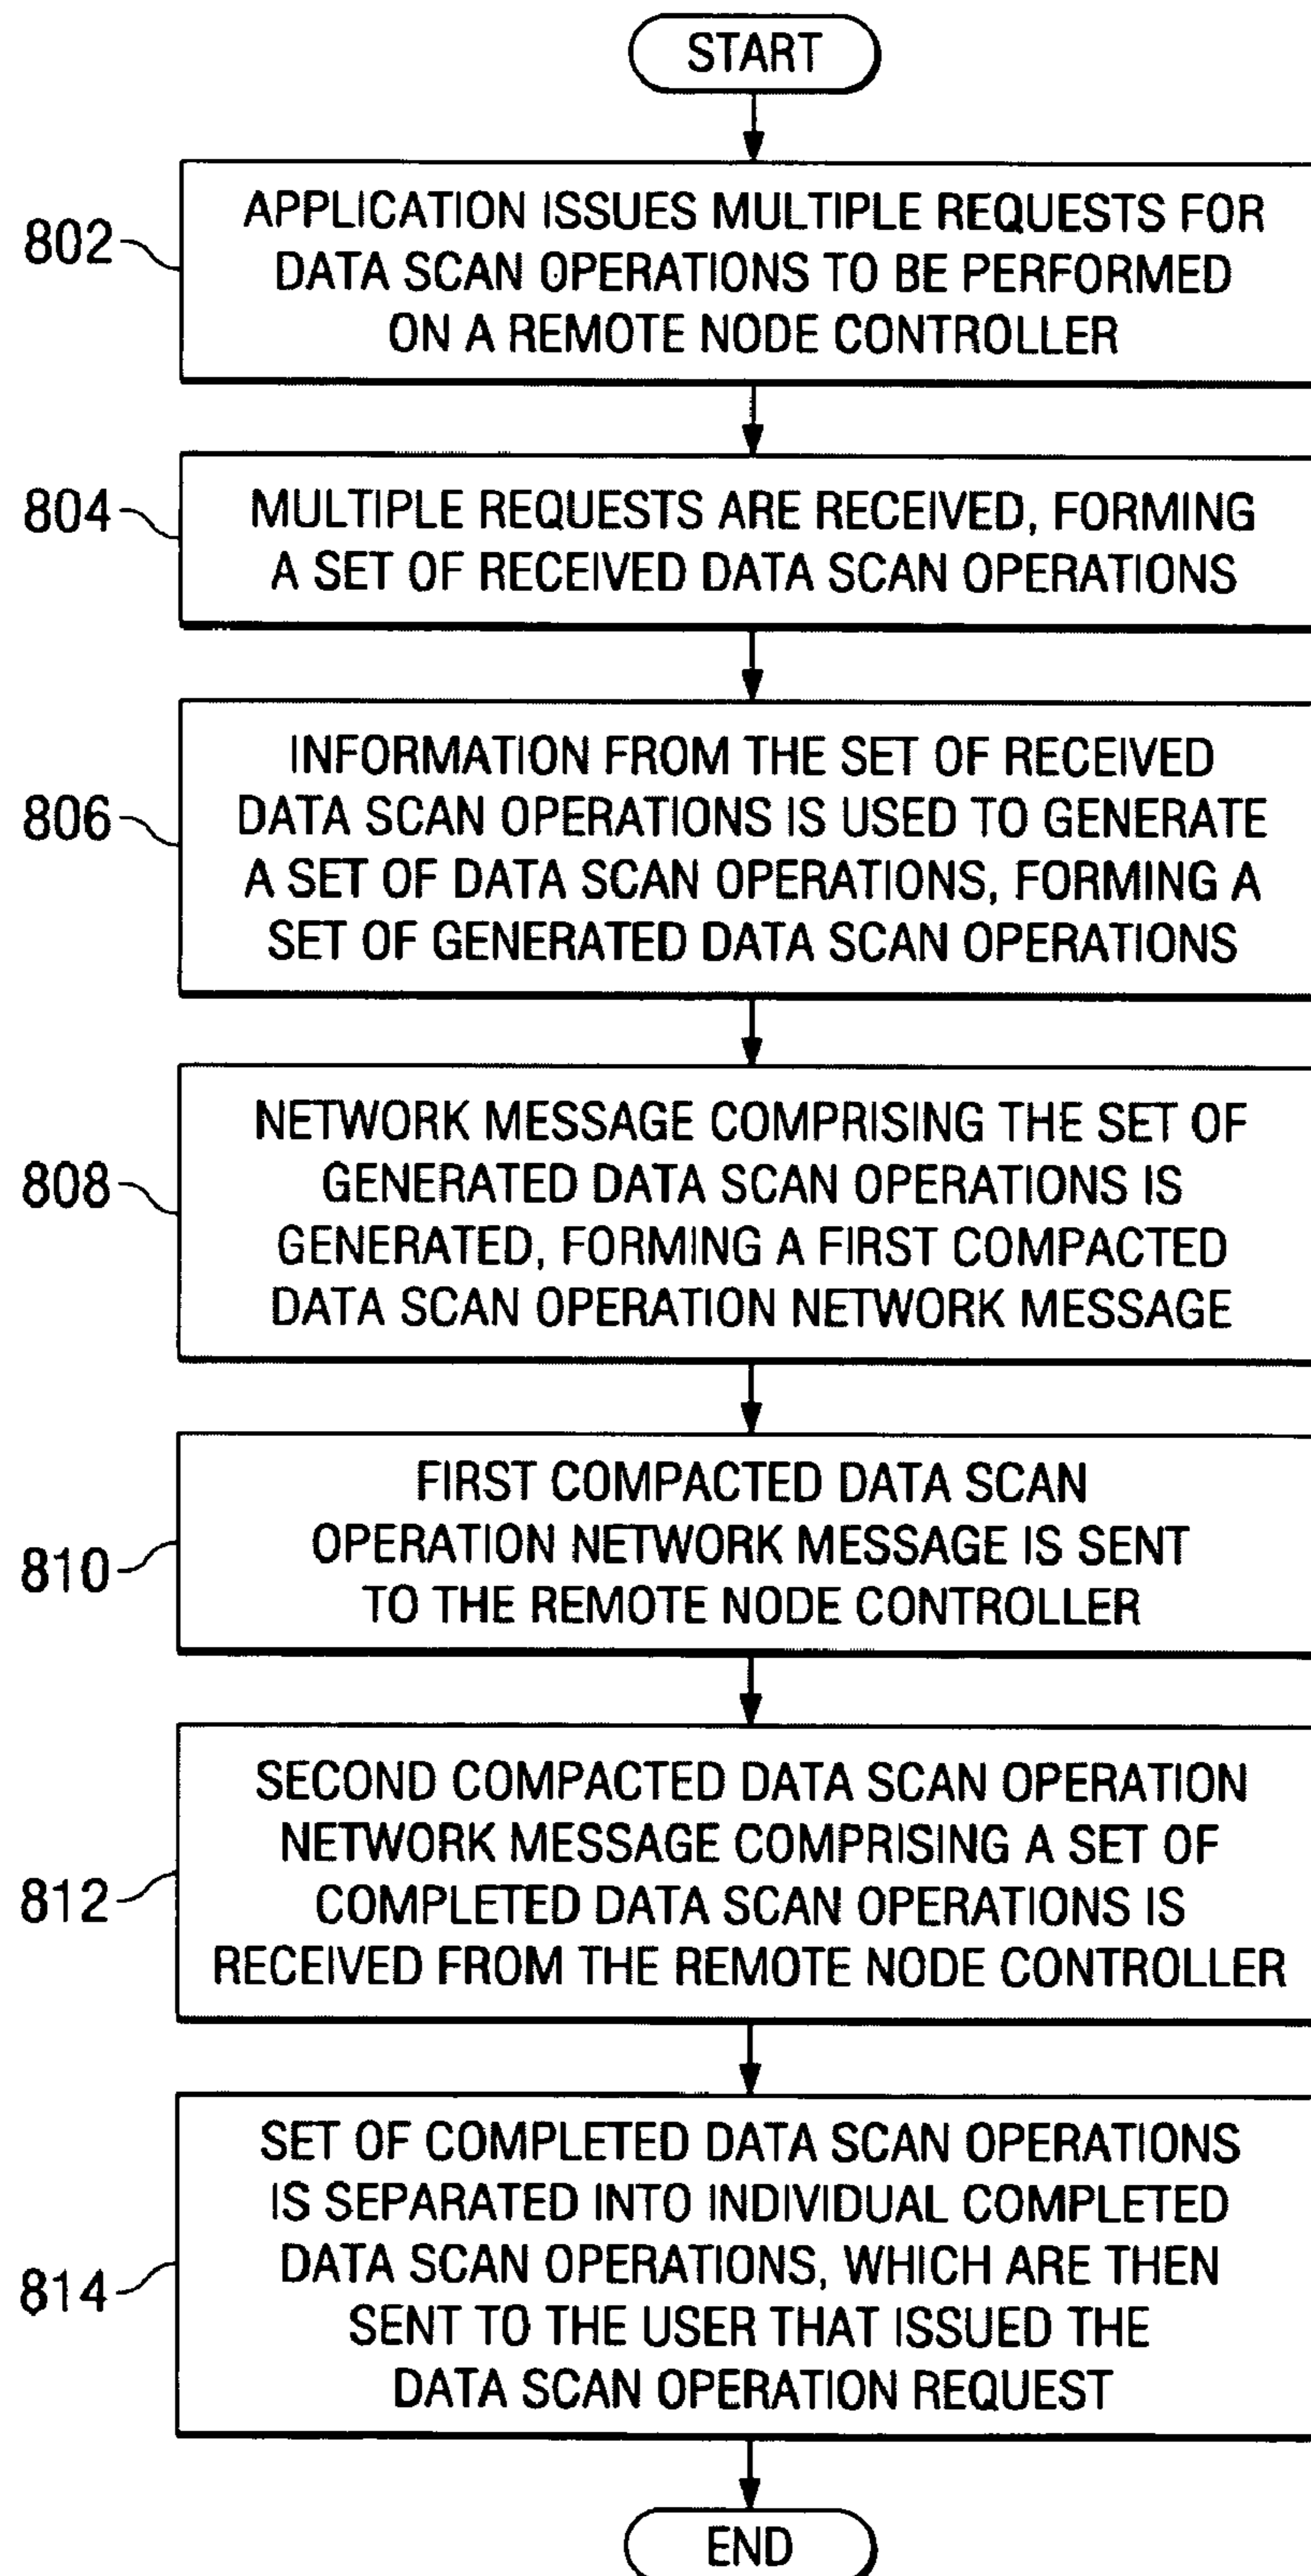 START
802
APPLICATION ISSUES MULTIPLE REQUESTS FOR
DATA SCAN OPERATIONS TO BE PERFORMED
ON A REMOTE NODE CONTROLLER
804
MULTIPLE REQUESTS ARE RECEIVED, FORMING
A SET OF RECEIVED DATA SCAN OPERATIONS
806
INFORMATION FROM THE SET OF RECEIVED
DATA SCAN OPERATIONS IS USED TO GENERATE
A SET OF DATA SCAN OPERATIONS, FORMING A
SET OF GENERATED DATA SCAN OPERATIONS
808
NETWORK MESSAGE COMPRISING THE SET OF
GENERATED DATA SCAN OPERATIONS IS
GENERATED, FORMING A FIRST COMPACTED
DATA SCAN OPERATION NETWORK MESSAGE
810
FIRST COMPACTED DATA SCAN
OPERATION NETWORK MESSAGE IS SENT
TO THE REMOTE NODE CONTROLLER
812
SECOND COMPACTED DATA SCAN OPERATION
NETWORK MESSAGE COMPRISING A SET OF
COMPLETED DATA SCAN OPERATIONS IS
RECEIVED FROM THE REMOTE NODE CONTROLLER
814
SET OF COMPLETED DATA SCAN OPERATIONS
IS SEPARATED INTO INDIVIDUAL COMPLETED
DATA SCAN OPERATIONS, WHICH ARE THEN
SENT TO THE USER THAT ISSUED THE
DATA SCAN OPERATION REQUEST
END